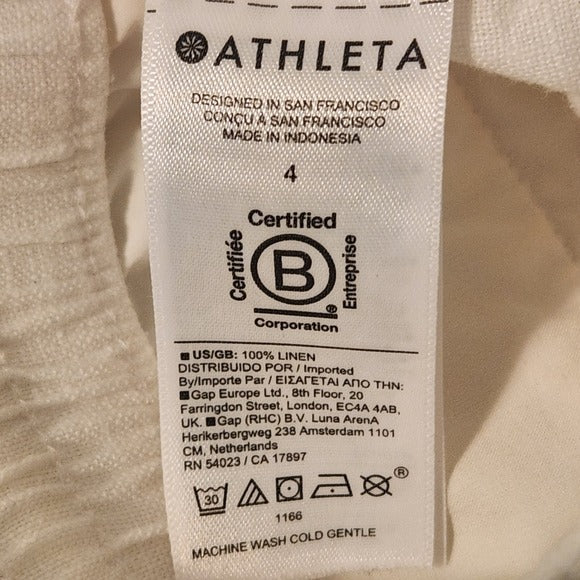 ATHLETA
DESIGNED IN SAN FRANCISCO
CONÇU A SAN FRANCISCO
MADE IN INDONESIA
4
Certified
Certifiée
B
Entreprise
®
Corporation
US/GB: 100% LINEN
DISTRIBUIDO POR / Imported
By/Importe Par / ΕΙΣΑΓΕΤΑΙ ΑΠΟ ΤΗΝ:
Gap Europe Ltd., 8th Floor, 20
Farringdon Street, London, EC4A 4AB,
UK. Gap (RHC) B.V. Luna ArenA
Herikerbergweg 238 Amsterdam 1101
CM, Netherlands
RN 54023 / CA 17897
30
®
1166
MACHINE WASH COLD GENTLE